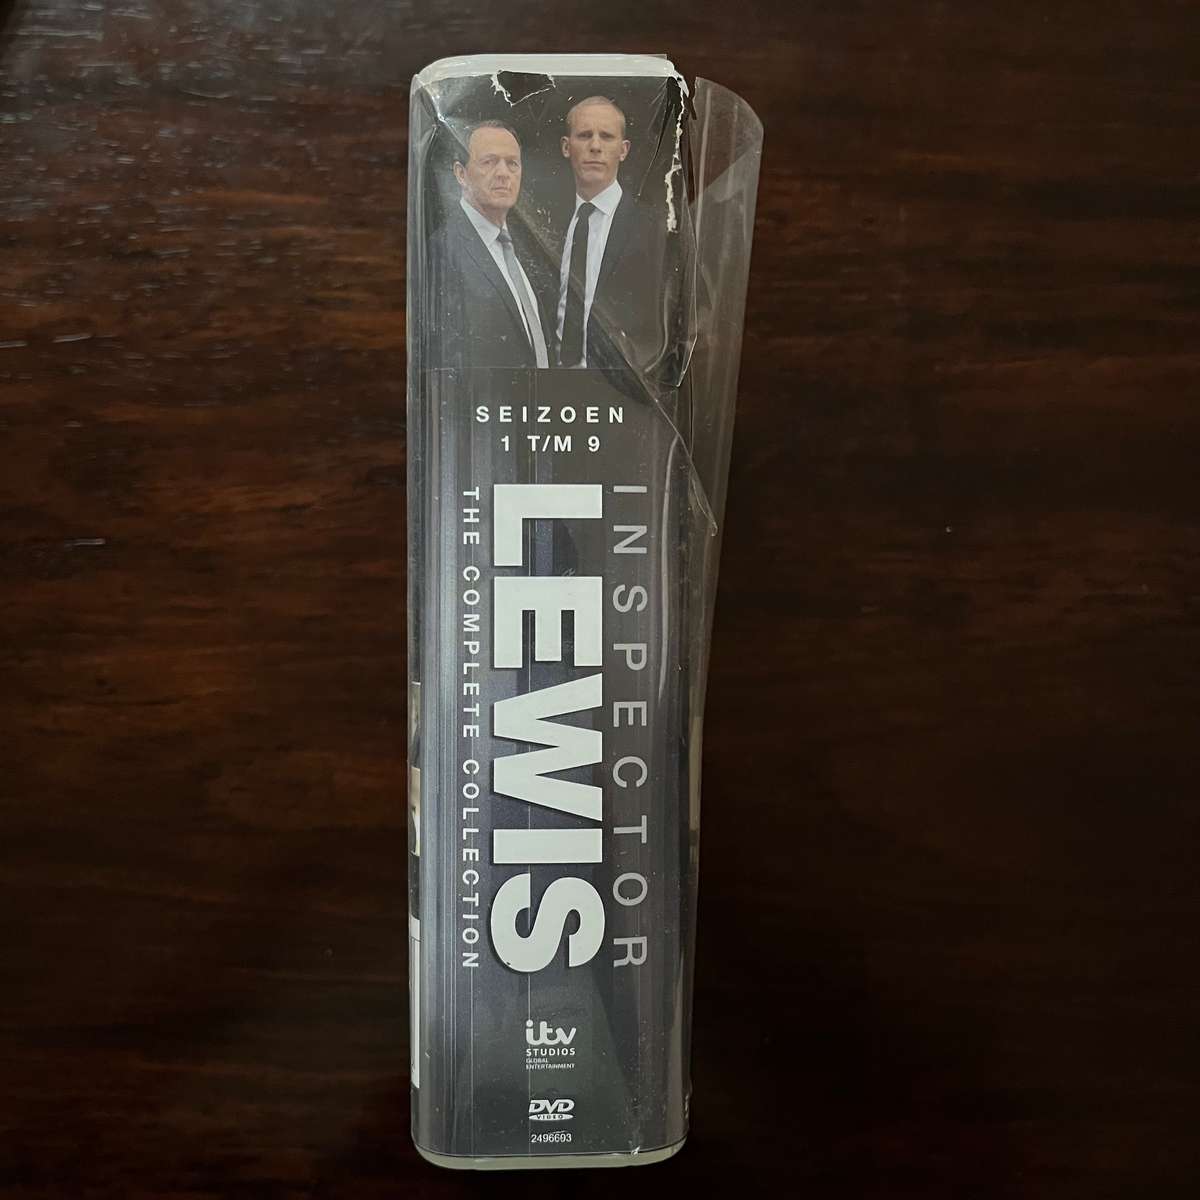 SEIZOEN
1 T/M 9
INSPECTOR
LEWIS
THE COMPLETE COLLECTION
itv
STUDIOS
GLOBAL
ENTERTAINMENT
DVD
VIDEO
2496693